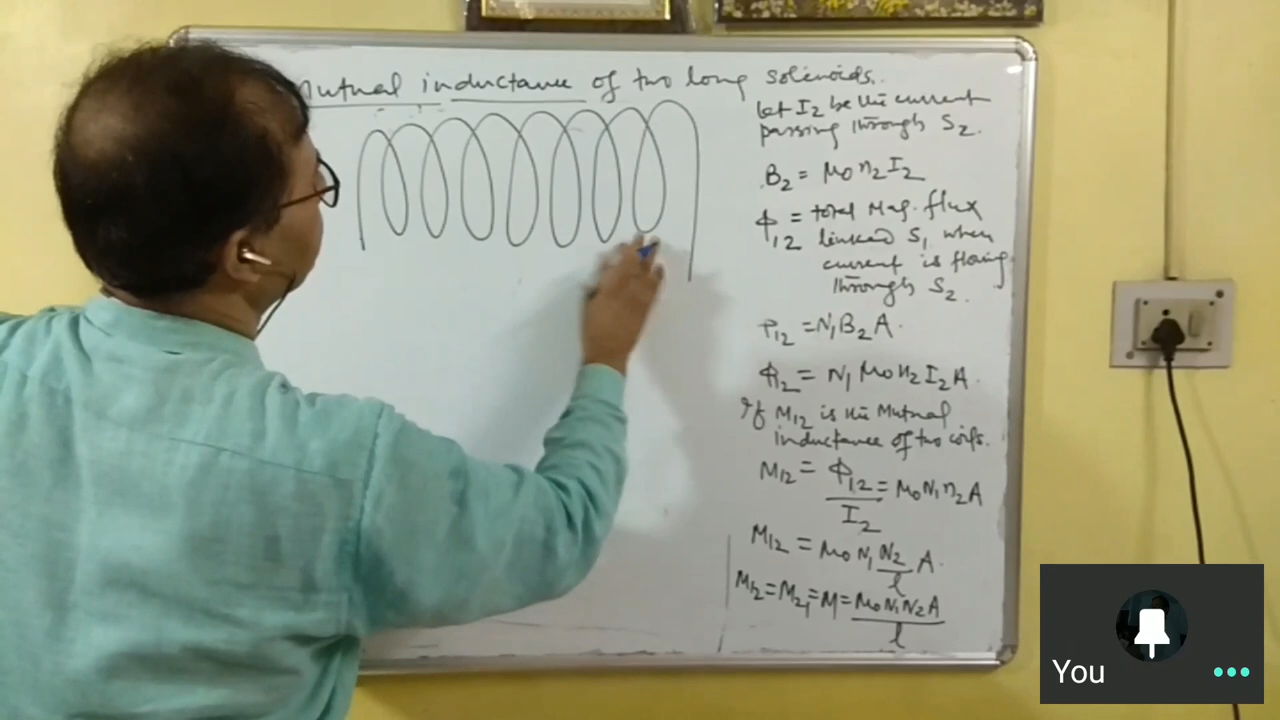 Mutual inductance of two long solenoids.
Let I2 be the current
passing through S2.
B2 = μ0 n2 I2
ϕ12 = total Mag. flux
linked S1 when
current is flowing
through S2.
ϕ12 = N1 B2 A.
ϕ12 = N1 μ0 n2 I2 A.
If M12 is the Mutual
inductance of two coils.
M12 = ϕ12/I2 = μ0 N1 n2 A
M12 = μ0 N1 N2/l A.
M12 = M21 = M = μ0 N1 N2 A/l
You